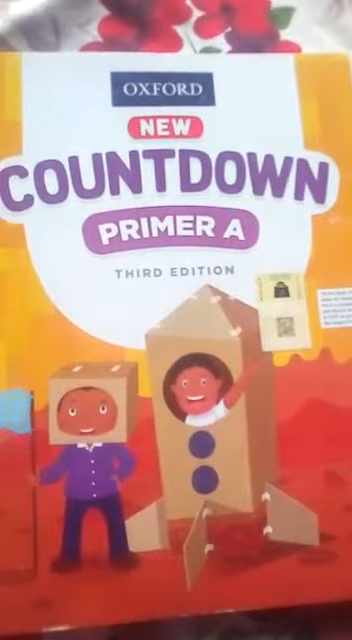 OXFORD
NEW
COUNTDOWN
PRIMER A
THIRD EDITION